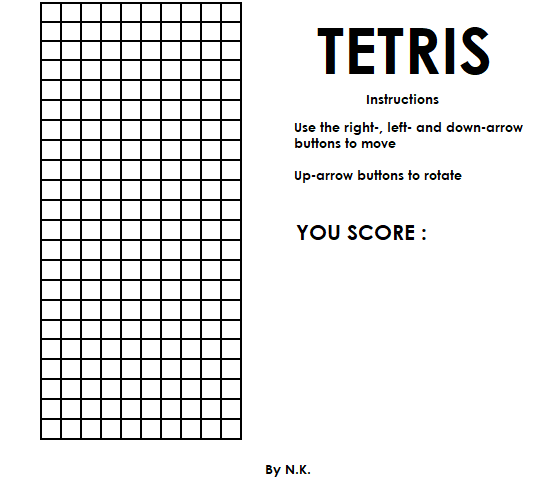 TETRIS
Instructions
Use the right-, left- and down-arrow
buttons to move
Up-arrow buttons to rotate
YOU SCORE :
By N.K.